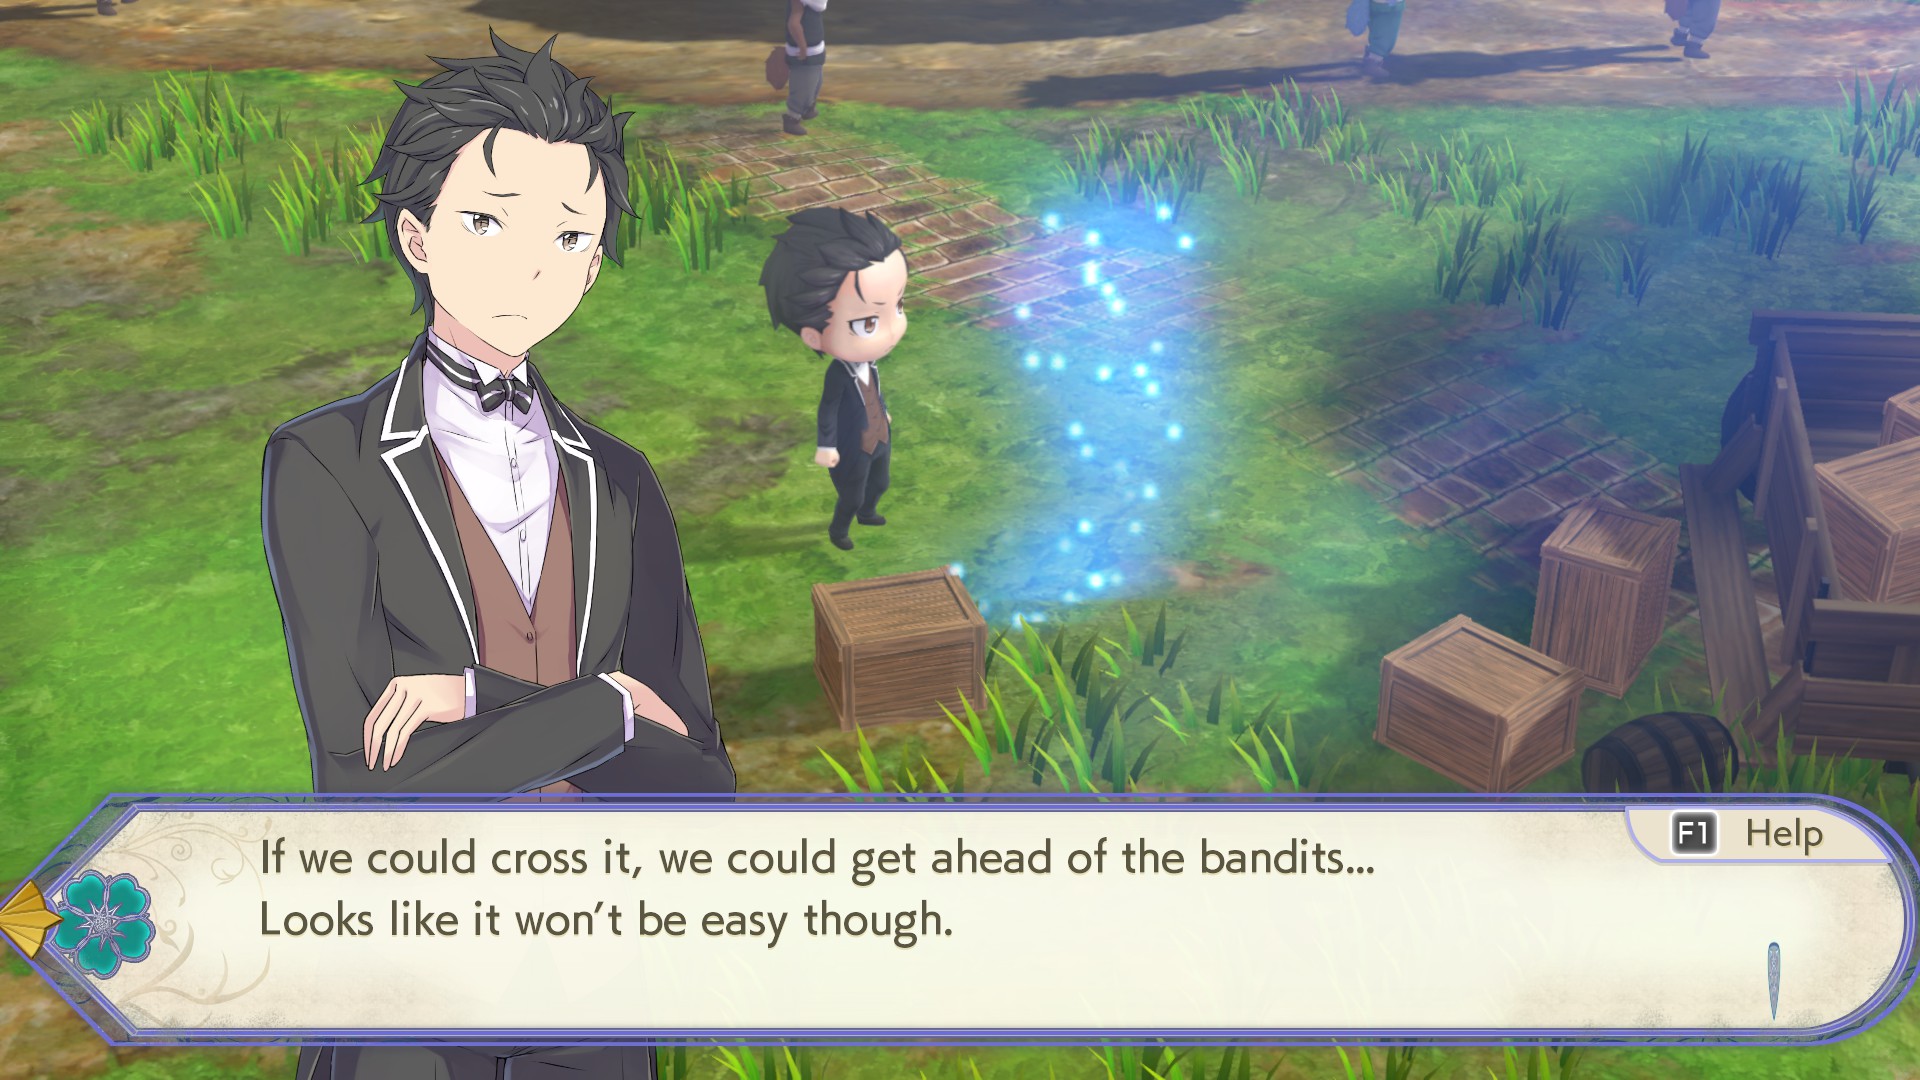 F1 Help
If we could cross it, we could get ahead of the bandits...
Looks like it won't be easy though.